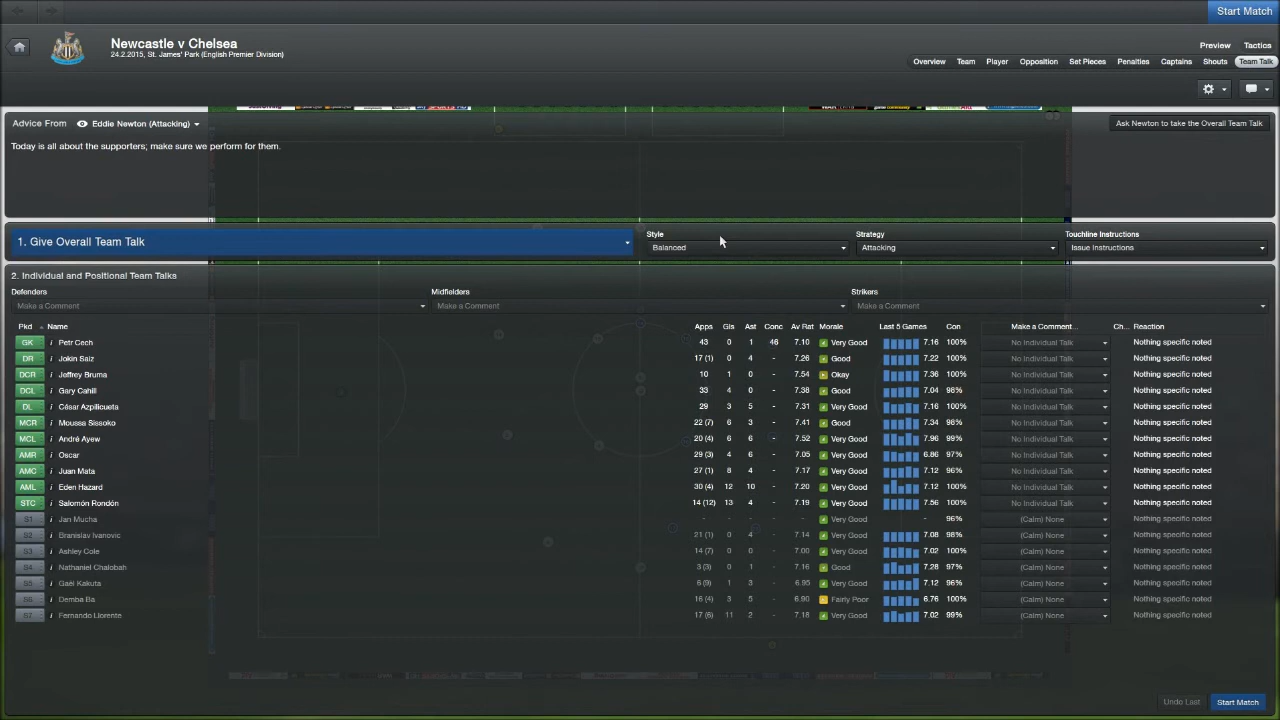 Start Match
Newcastle v Chelsea
24.2.2015, St. James' Park (English Premier Division)
Preview Tactics
Overview Team Player Opposition Set Pieces Penalties Captains Shouts Team Talk
Advice From Eddie Newton (Attacking) Ask Newton to take the Overall Team Talk
Today is all about the supporters; make sure we perform for them.
1. Give Overall Team Talk
Style Strategy Touchline Instructions
Balanced Attacking Issue Instructions
2. Individual and Positional Team Talks
Defenders Midfielders Strikers
Make a Comment Make a Comment Make a Comment
Pkd Name Apps Gls Ast Conc Av Rat Morale Last 5 Games Con Make a Comment... Ch... Reaction
GK i Petr Cech 43 0 1 46 7.10 Very Good 7.16 100% No Individual Talk Nothing specific noted
DR i Jokin Saiz 17 (1) 0 4 - 7.26 Good 7.22 100% No Individual Talk Nothing specific noted
DCR i Jeffrey Bruma 10 1 0 - 7.54 Okay 7.36 100% No Individual Talk Nothing specific noted
DCL i Gary Cahill 33 4 0 - 7.38 Good 7.04 98% No Individual Talk Nothing specific noted
DL i César Azpilicueta 29 3 5 - 7.31 Very Good 7.16 100% No Individual Talk Nothing specific noted
MCR i Moussa Sissoko 22 (7) 6 3 - 7.41 Good 7.34 98% No Individual Talk Nothing specific noted
MCL i André Ayew 20 (4) 6 6 - 7.52 Very Good 7.96 99% No Individual Talk Nothing specific noted
AMR i Oscar 29 (3) 4 6 - 7.05 Very Good 6.86 97% No Individual Talk Nothing specific noted
AMC i Juan Mata 27 (1) 8 4 - 7.17 Very Good 7.12 96% No Individual Talk Nothing specific noted
AML i Eden Hazard 30 (4) 12 10 - 7.20 Very Good 7.12 100% No Individual Talk Nothing specific noted
STC i Salomón Rondón 14 (12) 13 4 - 7.19 Very Good 7.56 100% No Individual Talk Nothing specific noted
S1 i Jan Mucha - - - - - Very Good - 96% (Calm) None Nothing specific noted
S2 i Branislav Ivanovic 21 (1) 3 4 - 7.14 Very Good 7.08 98% (Calm) None Nothing specific noted
S3 i Ashley Cole 14 (7) 0 0 - 7.00 Very Good 7.02 100% (Calm) None Nothing specific noted
S4 i Nathaniel Chalobah 3 (3) 0 1 - 7.16 Good 7.28 97% (Calm) None Nothing specific noted
S5 i Gaël Kakuta 6 (9) 1 3 - 6.95 Very Good 7.12 96% (Calm) None Nothing specific noted
S6 i Demba Ba 16 (4) 3 5 - 6.90 Fairly Poor 6.76 100% (Calm) None Nothing specific noted
S7 i Fernando Llorente 17 (6) 11 2 - 7.18 Very Good 7.02 99% (Calm) None Nothing specific noted
Undo Last Start Match